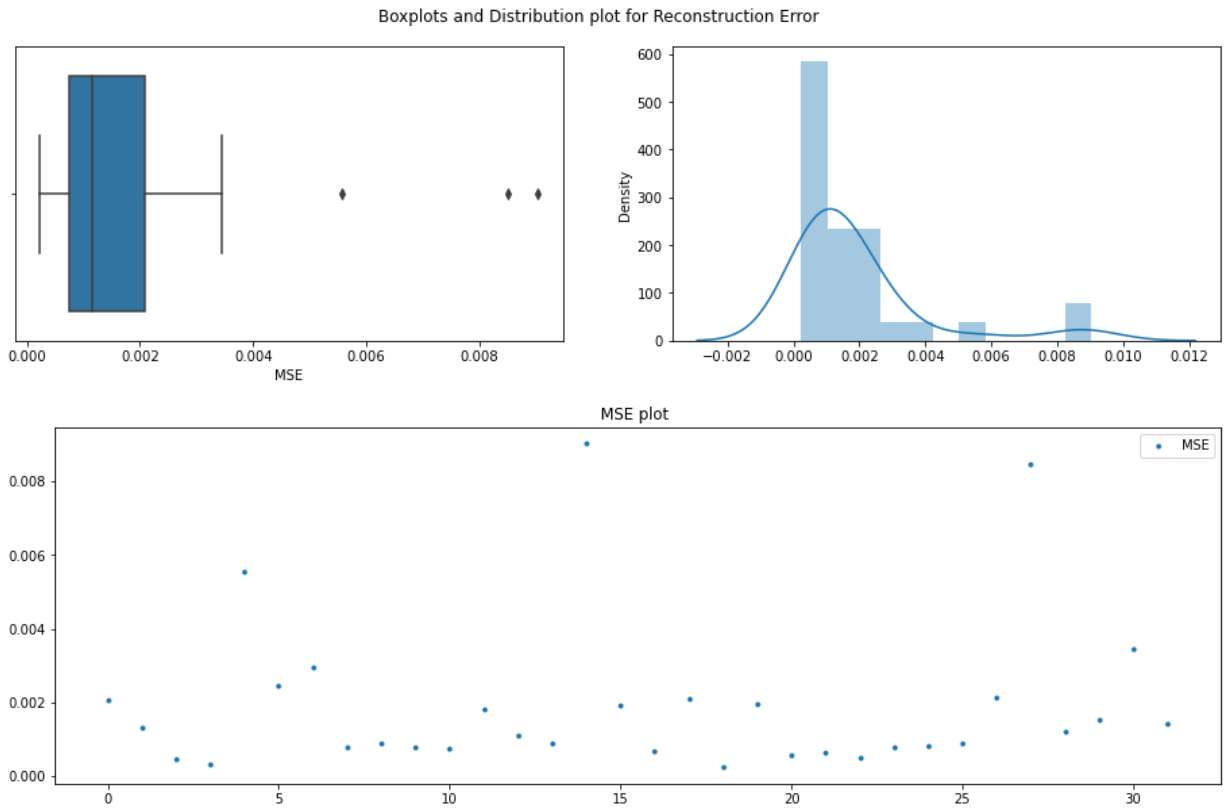 Boxplots and Distribution plot for Reconstruction Error
0.000 0.002 0.004 0.006 0.008
MSE
600
500
400
300
200
100
0
Density
−0.002 0.000 0.002 0.004 0.006 0.008 0.010 0.012
MSE plot
MSE
0.008
0.006
0.004
0.002
0.000
0 5 10 15 20 25 30